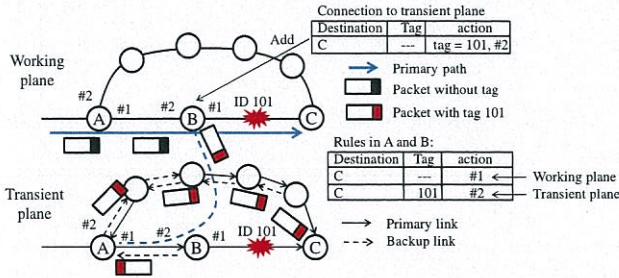 Connection to transient plane
Destination Tag action
C --- tag = 101, #2
Add
Working
plane
Primary path
Packet without tag
Packet with tag 101
#2
A
#1
#2
B
#1
ID 101
C
Rules in A and B:
Destination Tag action
C --- #1
Working plane
C 101 #2
Transient plane
Transient
plane
#2
A
#1
#2
B
#1
ID 101
C
Primary link
Backup link